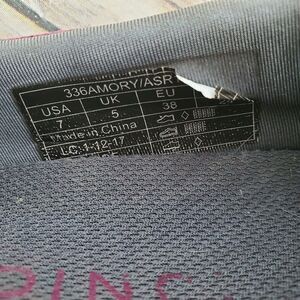 336AMORY/ASR
USA UK EU
7 5 38
Made in China
LC 1-12-17